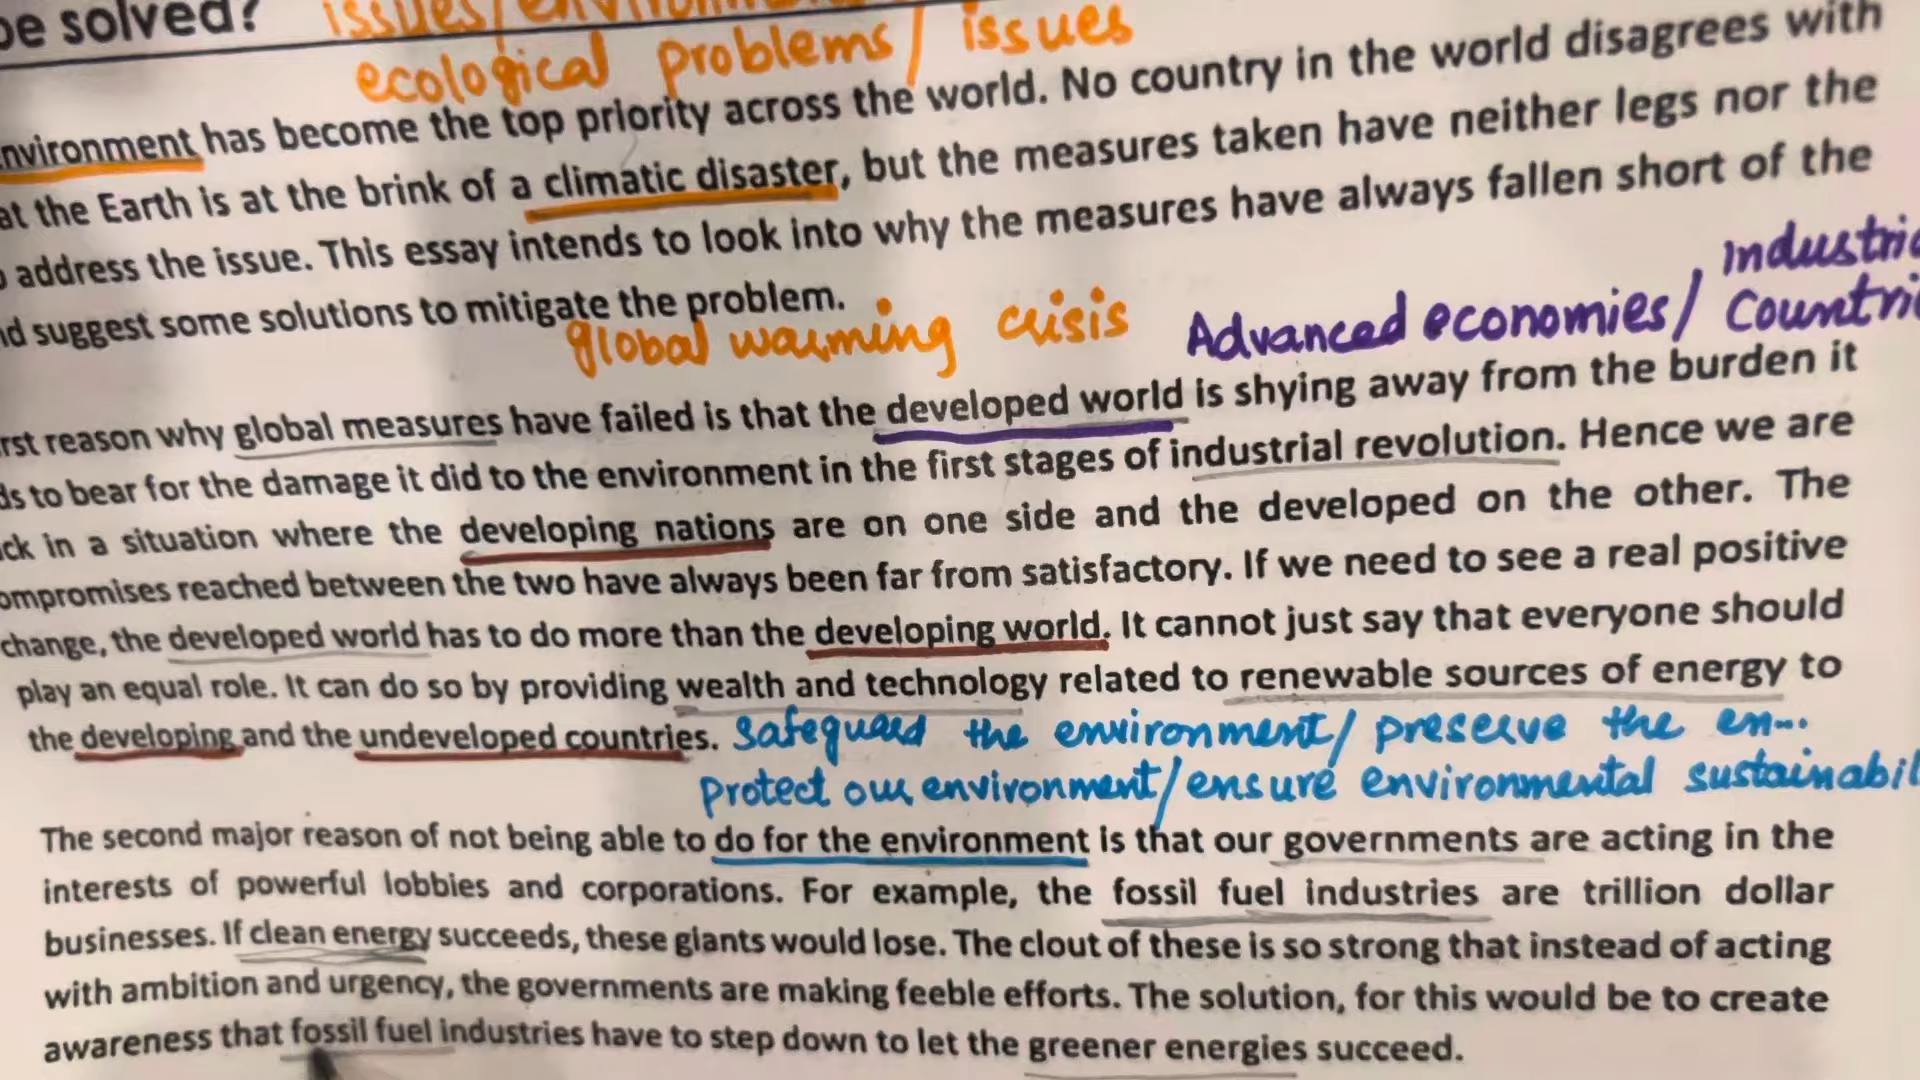 be solved? issues/environment
ecological problems/ issues
nvironment has become the top priority across the world. No country in the world disagrees with
at the Earth is at the brink of a climatic disaster, but the measures taken have neither legs nor the
o address the issue. This essay intends to look into why the measures have always fallen short of the
nd suggest some solutions to mitigate the problem.
global warming crisis Advanced economies/ Industri
Countri
rst reason why global measures have failed is that the developed world is shying away from the burden it
ds to bear for the damage it did to the environment in the first stages of industrial revolution. Hence we are
ck in a situation where the developing nations are on one side and the developed on the other. The
ompromises reached between the two have always been far from satisfactory. If we need to see a real positive
change, the developed world has to do more than the developing world. It cannot just say that everyone should
play an equal role. It can do so by providing wealth and technology related to renewable sources of energy to
the developing and the undeveloped countries. safeguard the environment/ preserve the en...
protect our environment/ensure environmental sustainabil
The second major reason of not being able to do for the environment is that our governments are acting in the
interests of powerful lobbies and corporations. For example, the fossil fuel industries are trillion dollar
businesses. If clean energy succeeds, these giants would lose. The clout of these is so strong that instead of acting
with ambition and urgency, the governments are making feeble efforts. The solution, for this would be to create
awareness that fossil fuel industries have to step down to let the greener energies succeed.